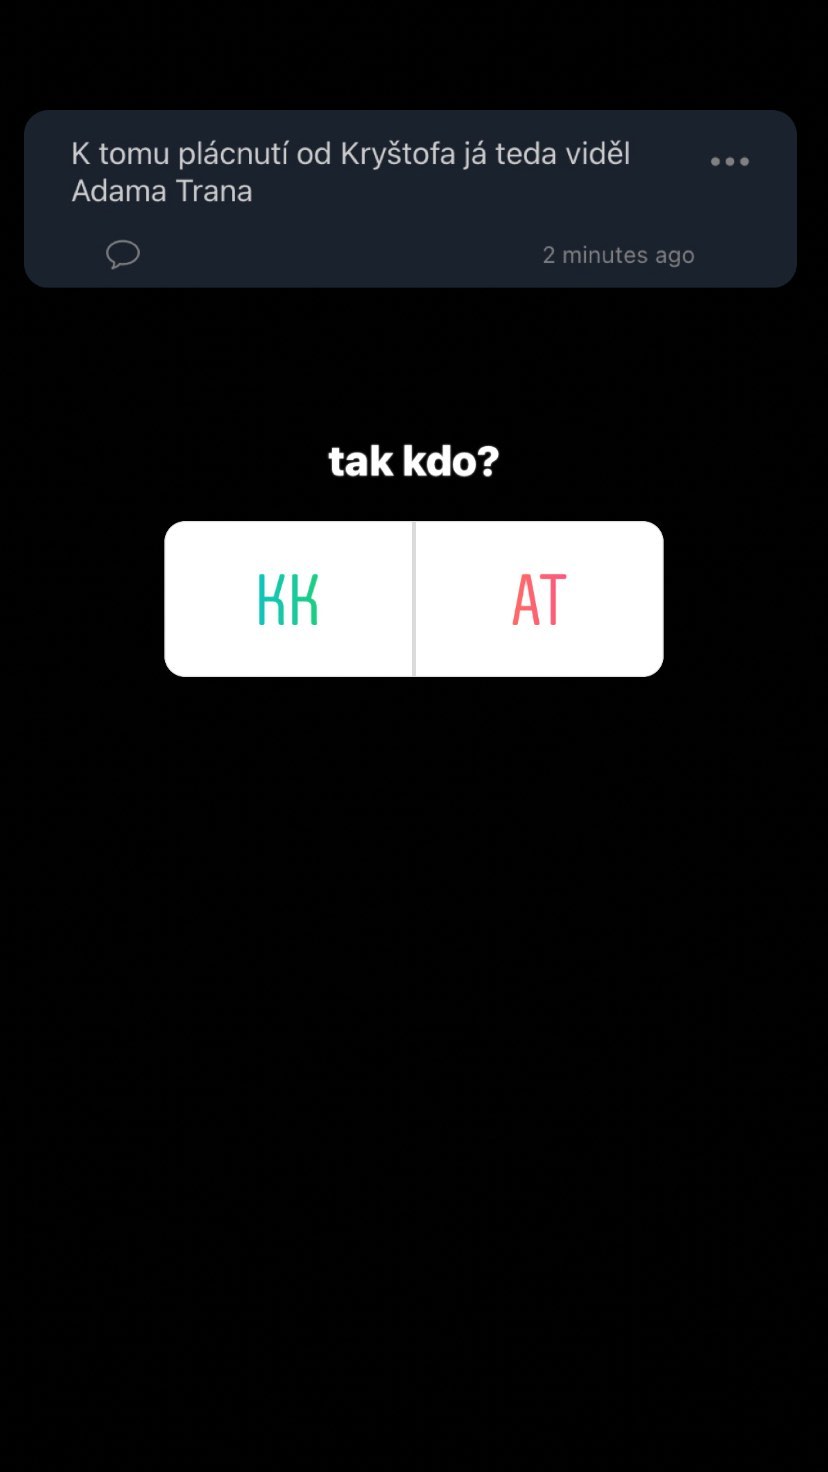 K tomu plácnutí od Kryštofa já teda viděl
Adama Trana
2 minutes ago
tak kdo?
KK
AT